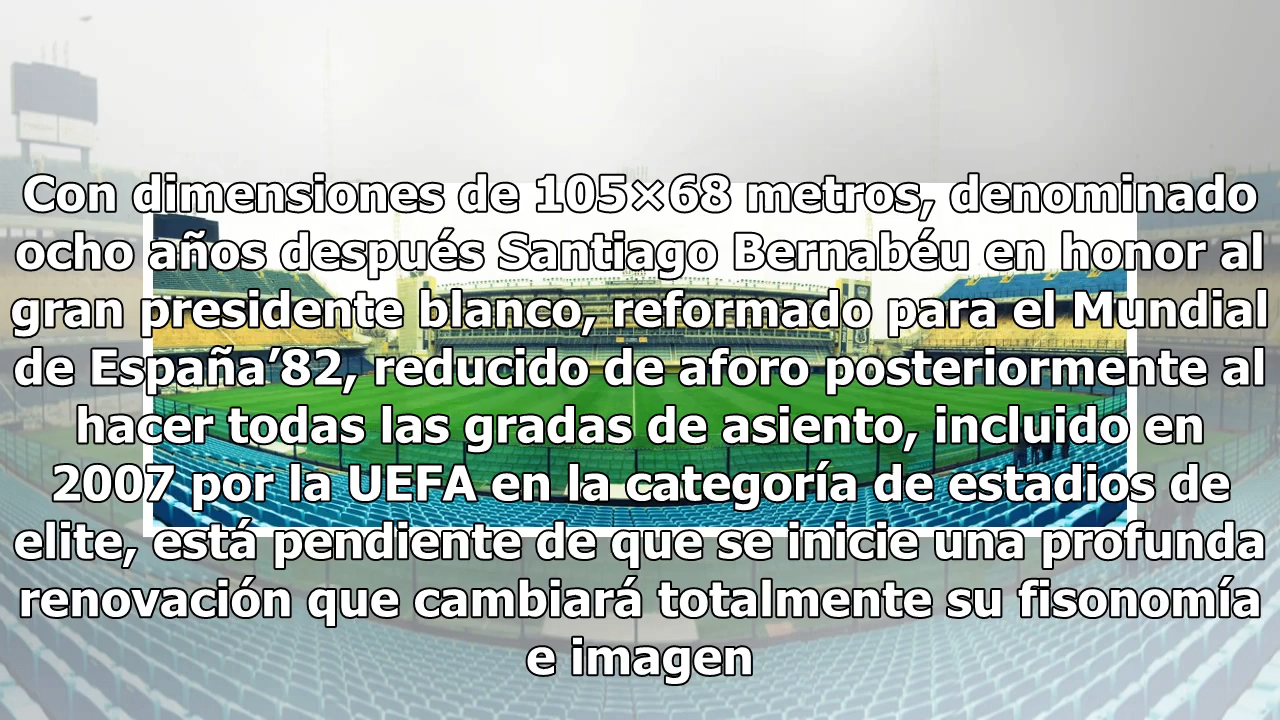 Con dimensiones de 105×68 metros, denominado
ocho años después Santiago Bernabéu en honor al
gran presidente blanco, reformado para el Mundial
de España’82, reducido de aforo posteriormente al
hacer todas las gradas de asiento, incluido en
2007 por la UEFA en la categoría de estadios de
elite, está pendiente de que se inicie una profunda
renovación que cambiará totalmente su fisonomía
e imagen